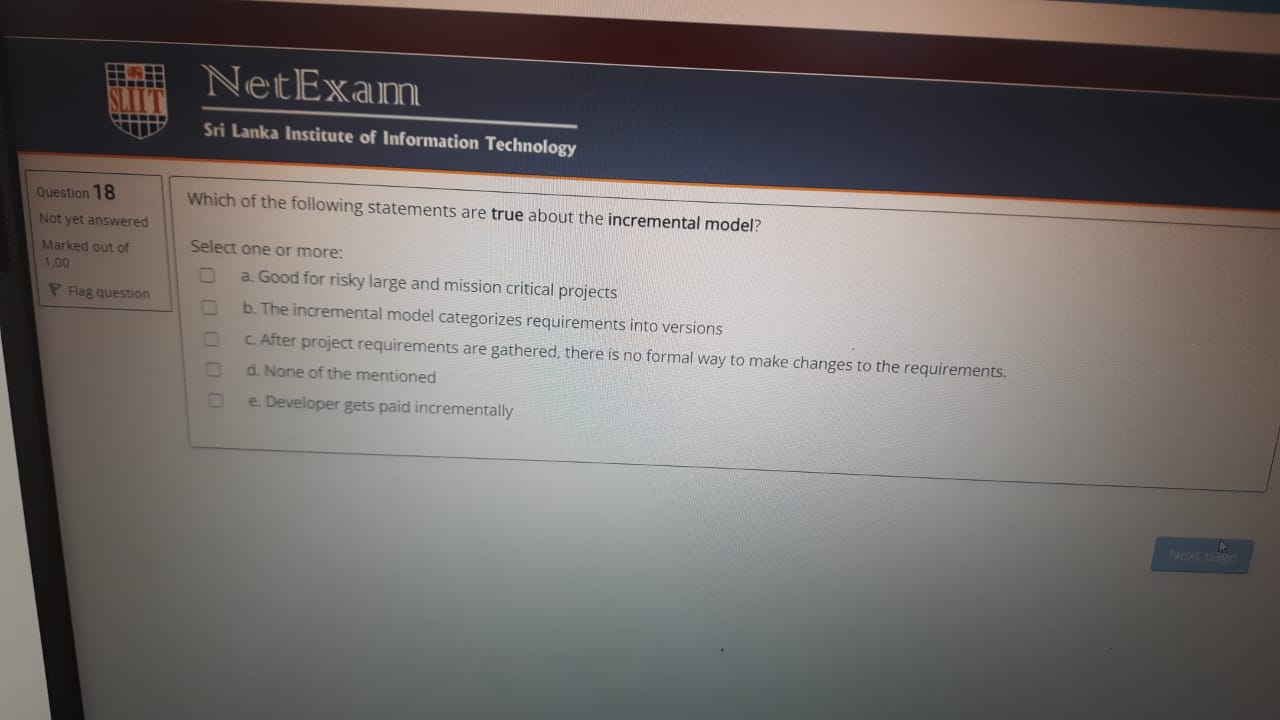 SLIIT
NetExam
Sri Lanka Institute of Information Technology
Question 18
Not yet answered
Marked out of
1.00
Flag question
Which of the following statements are true about the incremental model?
Select one or more:
a. Good for risky large and mission critical projects
b. The incremental model categorizes requirements into versions
c. After project requirements are gathered, there is no formal way to make changes to the requirements.
d. None of the mentioned
e. Developer gets paid incrementally
Next page